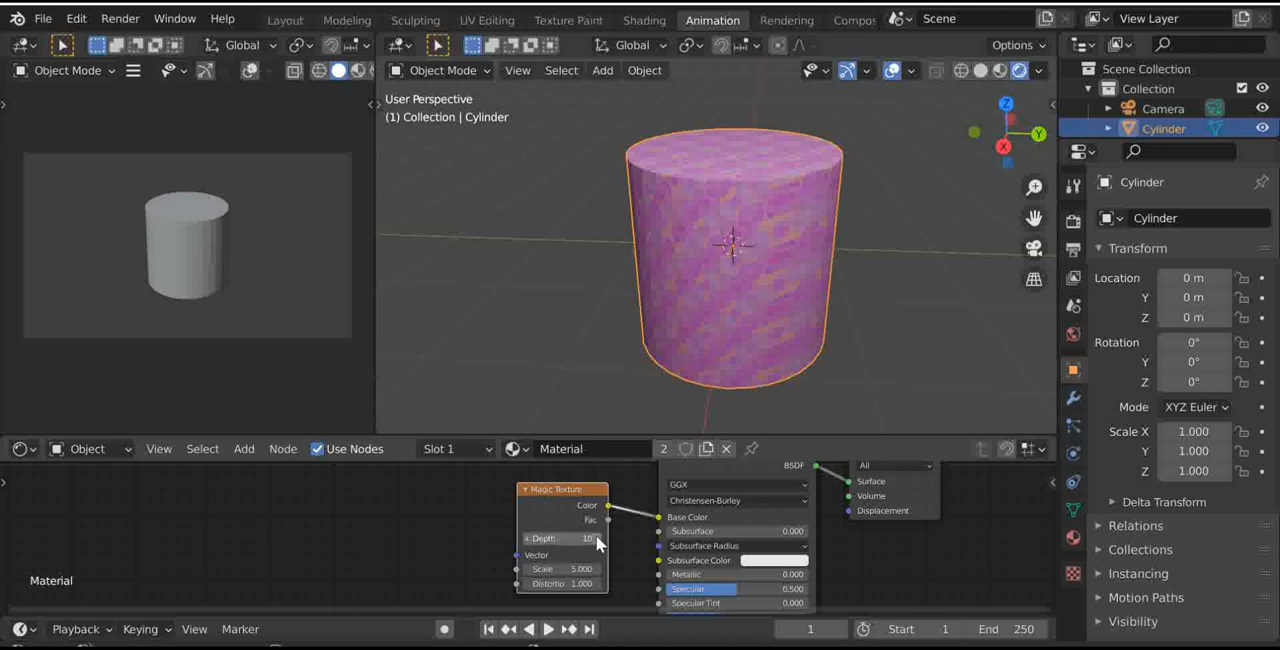 File Edit Render Window Help Layout Modeling Sculpting UV Editing Texture Paint Shading Animation Rendering Compos Scene View Layer
Global Global Options
Object Mode Object Mode View Select Add Object
Scene Collection
Collection
Camera
Cylinder
User Perspective
(1) Collection | Cylinder
Z
Y
X
Cylinder
Cylinder
Transform
Location 0 m
Y 0 m
Z 0 m
Rotation 0°
Y 0°
Z 0°
Mode XYZ Euler
Scale X 1.000
Y 1.000
Z 1.000
Delta Transform
Relations
Collections
Instancing
Motion Paths
Visibility
Object View Select Add Node Use Nodes Slot 1 Material 2
Magic Texture
Color
Fac
Depth: 10
Vector
Scale 5.000
Distortio 1.000
BSDF
GGX
Christensen-Burley
Base Color
Subsurface 0.000
Subsurface Radius
Subsurface Color
Metallic 0.000
Specular 0.500
Specular Tint 0.000
All
Surface
Volume
Displacement
Material
Playback Keying View Marker 1 Start 1 End 250